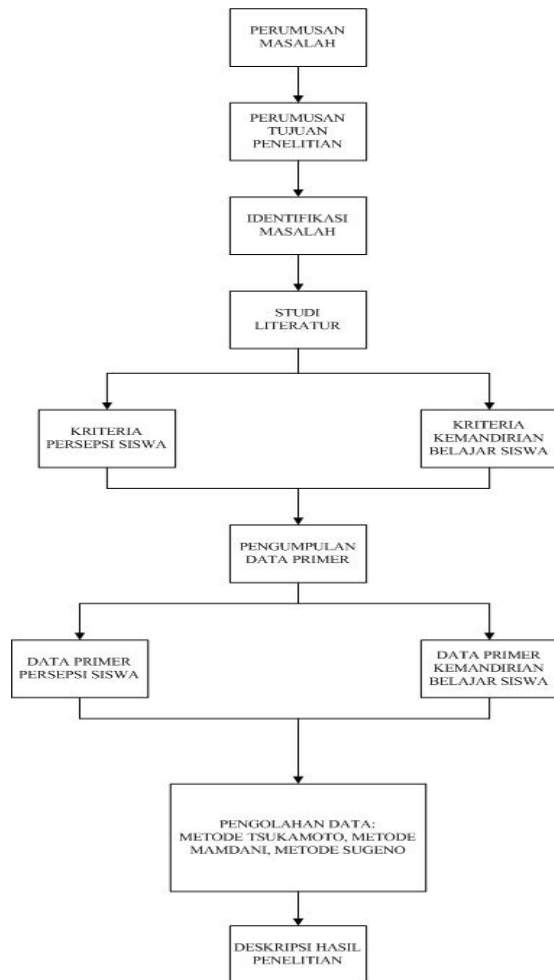 PERUMUSAN
MASALAH
PERUMUSAN
TUJUAN
PENELITIAN
IDENTIFIKASI
MASALAH
STUDI
LITERATUR
KRITERIA
PERSEPSI SISWA
KRITERIA
KEMANDIRIAN
BELAJAR SISWA
PENGUMPULAN
DATA PRIMER
DATA PRIMER
PERSEPSI SISWA
DATA PRIMER
KEMANDIRIAN
BELAJAR SISWA
PENGOLAHAN DATA:
METODE TSUKAMOTO, METODE
MAMDANI, METODE SUGENO
DESKRIPSI HASIL
PENELITIAN